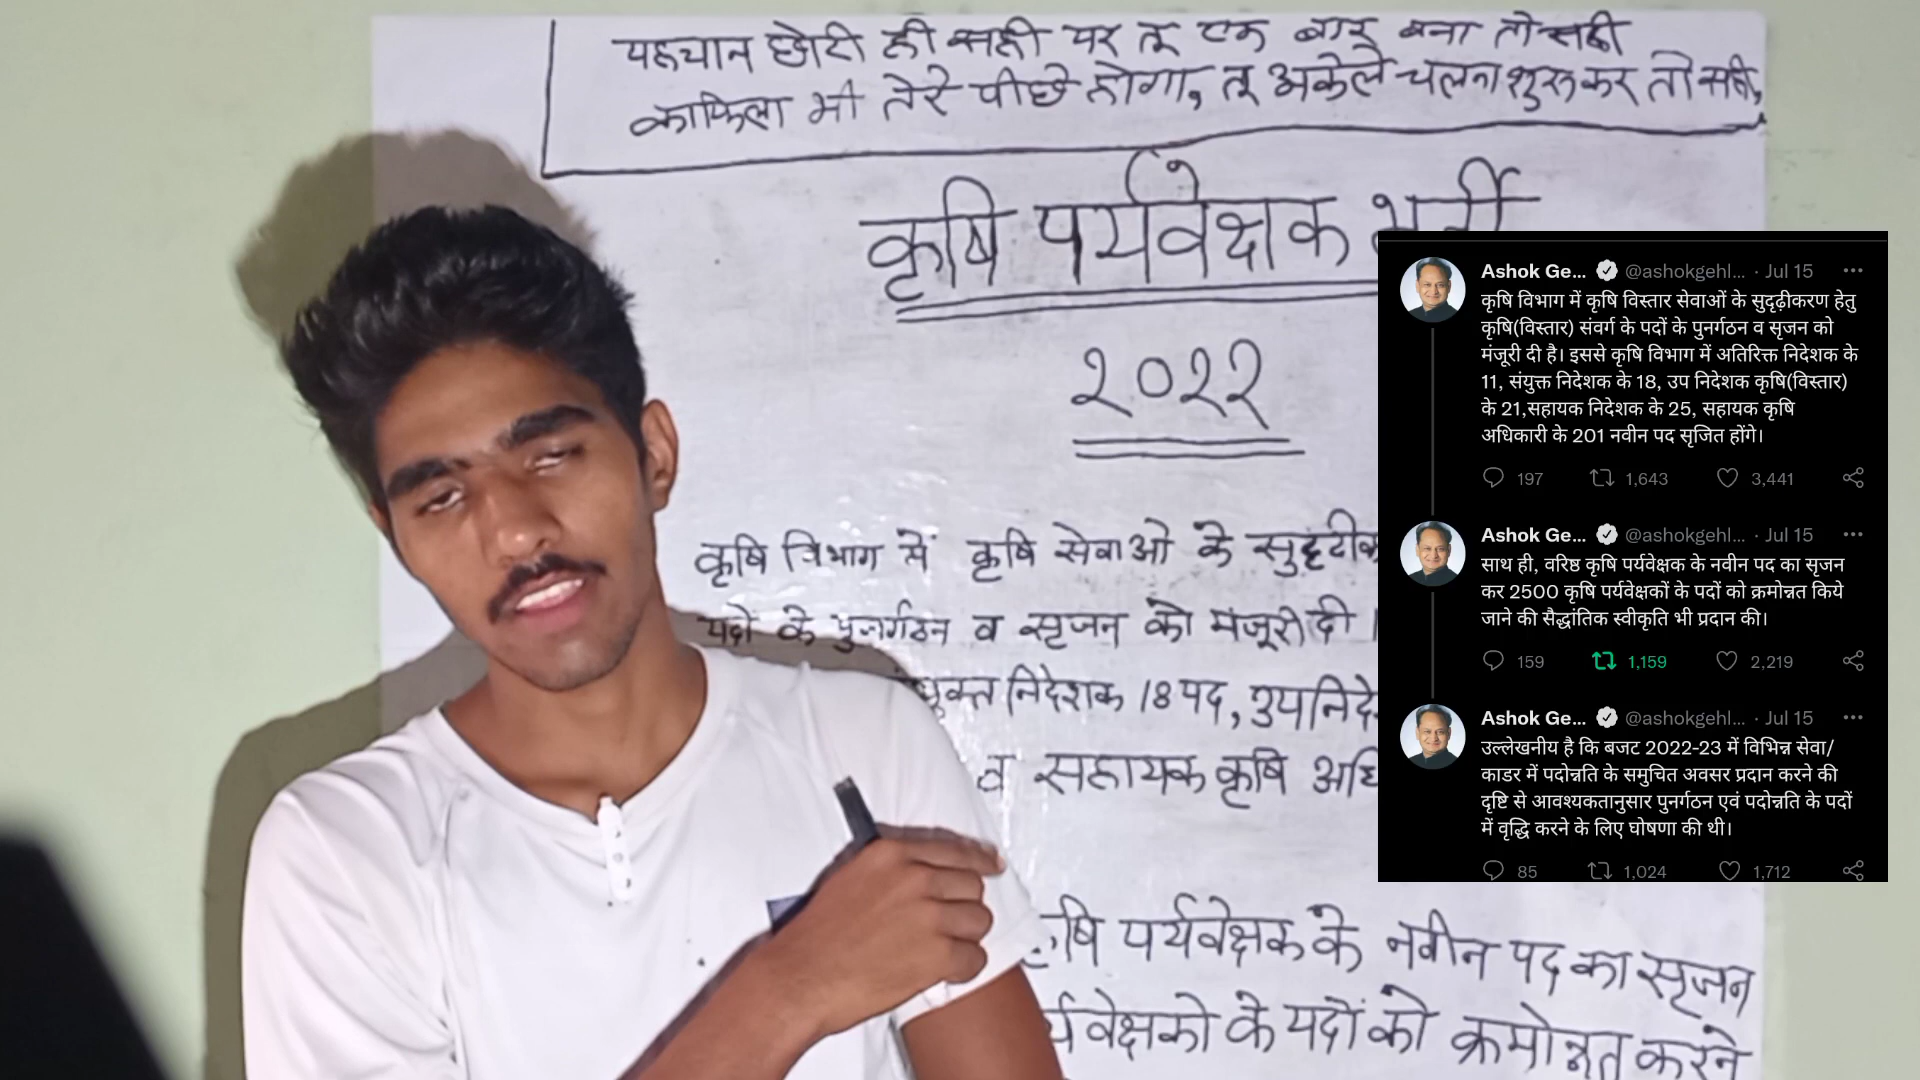 पहचान छोटी ही सही पर तू एक बार बना तो सही
काफिला भी तेरे पीछे होगा, तू अकेले चलना शुरू कर तो सही,
कृषि पर्यवेक्षक भर्ती
२०२२
कृषि विभाग में कृषि सेवाओ के
पदो के पुनर्गठन व सृजन को मंजूरी दी
निदेशक 18 पद,
व सहायक कृषि
पर्यवेक्षक के नवीन पद का सृजन
के पदों को क्रमोन्नत करने
Ashok Ge... @ashokgehl... · Jul 15
कृषि विभाग में कृषि विस्तार सेवाओं के सुदृढ़ीकरण हेतु
कृषि(विस्तार) संवर्ग के पदों के पुनर्गठन व सृजन को
मंजूरी दी है। इससे कृषि विभाग में अतिरिक्त निदेशक के
11, संयुक्त निदेशक के 18, उप निदेशक कृषि(विस्तार)
के 21,सहायक निदेशक के 25, सहायक कृषि
अधिकारी के 201 नवीन पद सृजित होंगे।
197 1,643 3,441
Ashok Ge... @ashokgehl... · Jul 15
साथ ही, वरिष्ठ कृषि पर्यवेक्षक के नवीन पद का सृजन
कर 2500 कृषि पर्यवेक्षकों के पदों को क्रमोन्नत किये
जाने की सैद्धांतिक स्वीकृति भी प्रदान की।
159 1,159 2,219
Ashok Ge... @ashokgehl... · Jul 15
उल्लेखनीय है कि बजट 2022-23 में विभिन्न सेवा/
काडर में पदोन्नति के समुचित अवसर प्रदान करने की
दृष्टि से आवश्यकतानुसार पुनर्गठन एवं पदोन्नति के पदों
में वृद्धि करने के लिए घोषणा की थी।
85 1,024 1,712